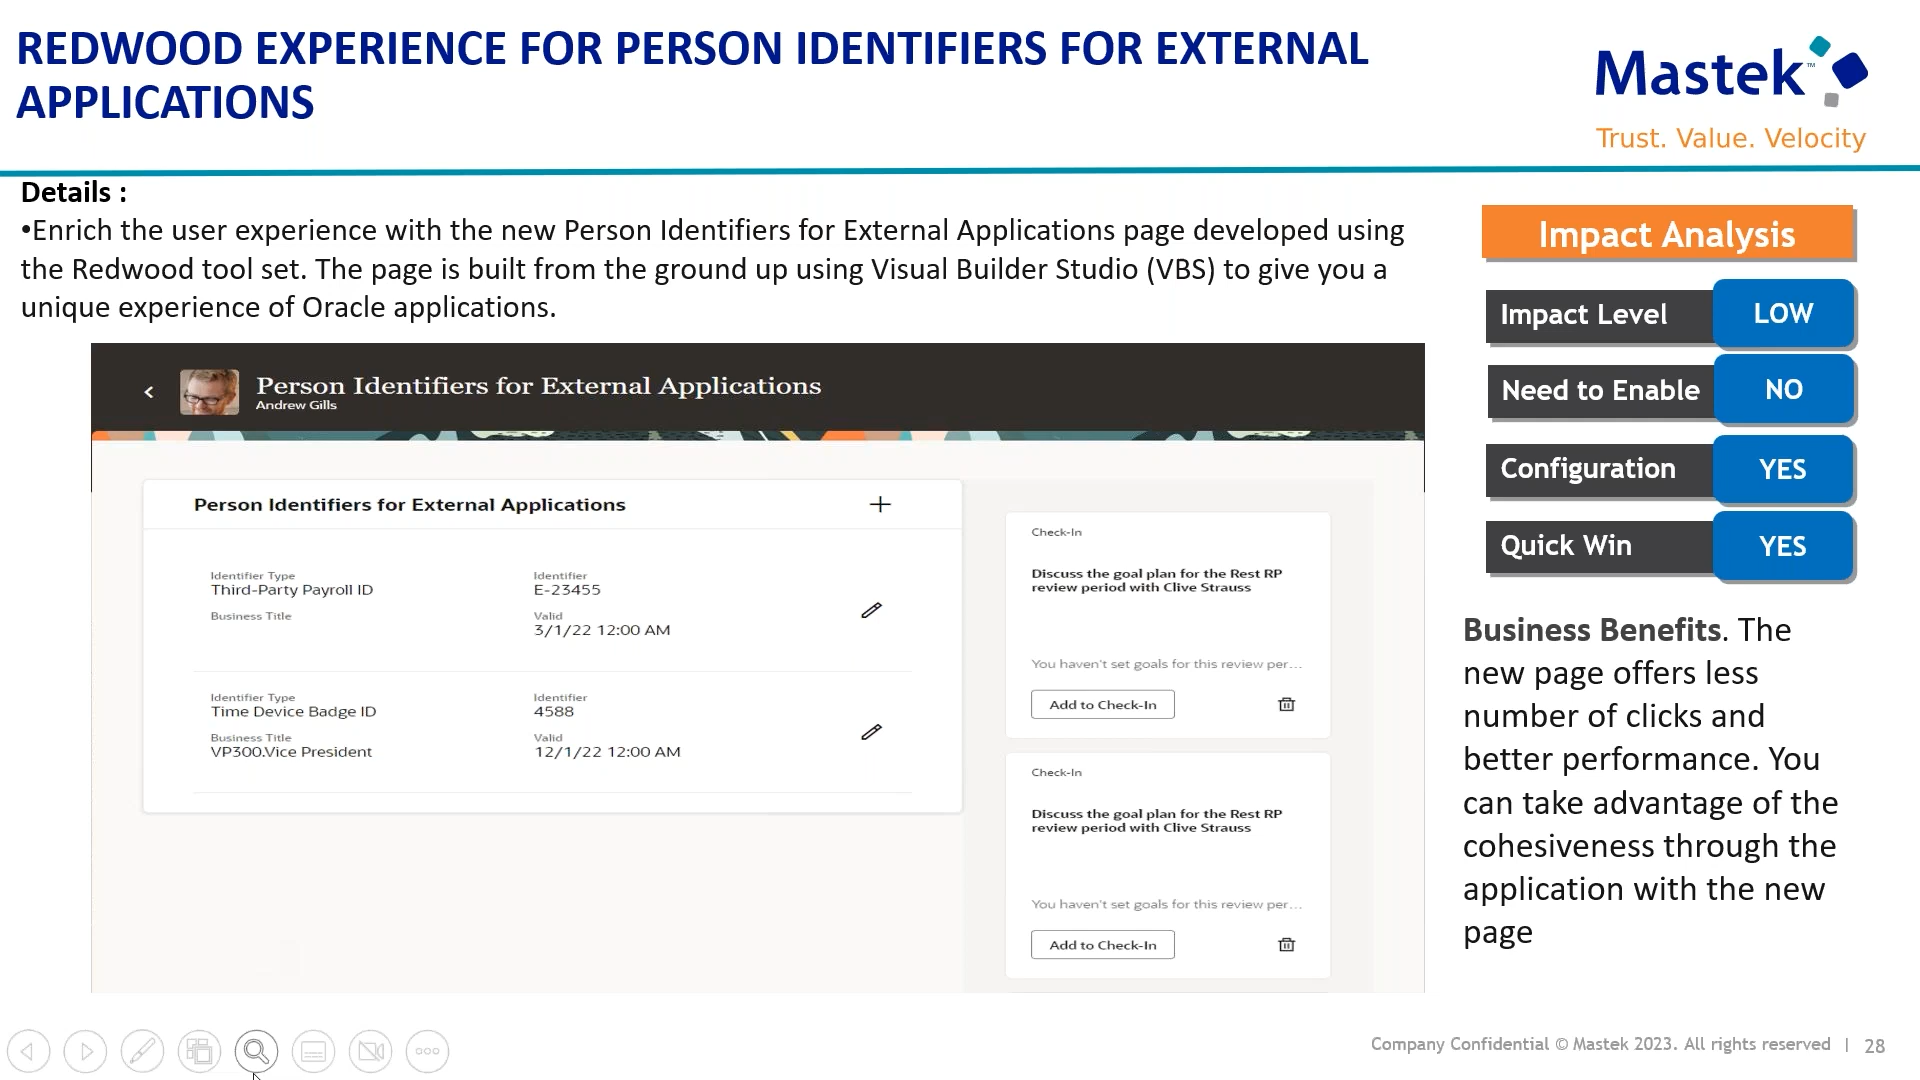 REDWOOD EXPERIENCE FOR PERSON IDENTIFIERS FOR EXTERNAL
APPLICATIONS
Mastek™
Trust. Value. Velocity
Details :
•Enrich the user experience with the new Person Identifiers for External Applications page developed using
the Redwood tool set. The page is built from the ground up using Visual Builder Studio (VBS) to give you a
unique experience of Oracle applications.
Person Identifiers for External Applications
Andrew Gills
Person Identifiers for External Applications
Identifier Type
Third-Party Payroll ID
Identifier
E-23455
Business Title
Valid
3/1/22 12:00 AM
Identifier Type
Time Device Badge ID
Identifier
4588
Business Title
VP300.Vice President
Valid
12/1/22 12:00 AM
Check-In
Discuss the goal plan for the Rest RP
review period with Clive Strauss
You haven't set goals for this review per...
Add to Check-In
Check-In
Discuss the goal plan for the Rest RP
review period with Clive Strauss
You haven't set goals for this review per...
Add to Check-In
Impact Analysis
Impact Level LOW
Need to Enable NO
Configuration YES
Quick Win YES
Business Benefits. The
new page offers less
number of clicks and
better performance. You
can take advantage of the
cohesiveness through the
application with the new
page
Company Confidential © Mastek 2023. All rights reserved | 28